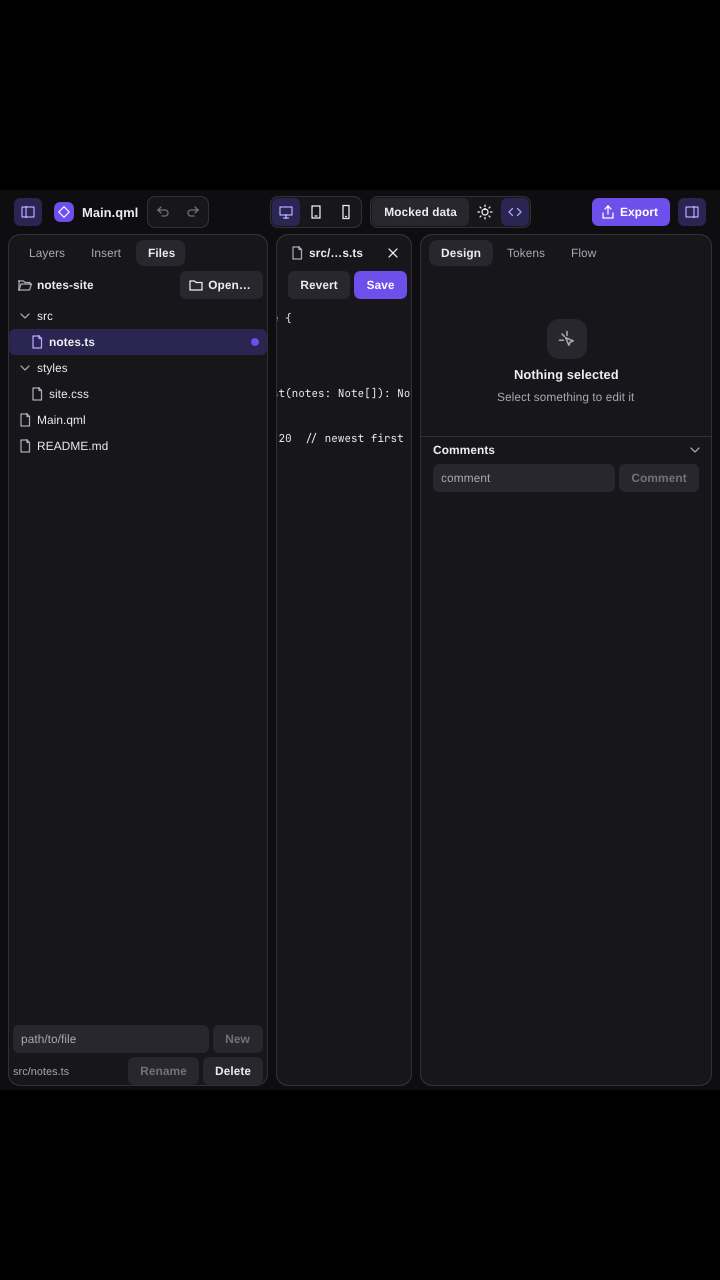 Main.qml
Mocked data
Export
Layers Insert Files
notes-site Open…
src
notes.ts
styles
site.css
Main.qml
README.md
path/to/file New
src/notes.ts Rename Delete
src/…s.ts
Revert Save
{
t(notes: Note[]): No
20 // newest first
Design Tokens Flow
Nothing selected
Select something to edit it
Comments
comment Comment